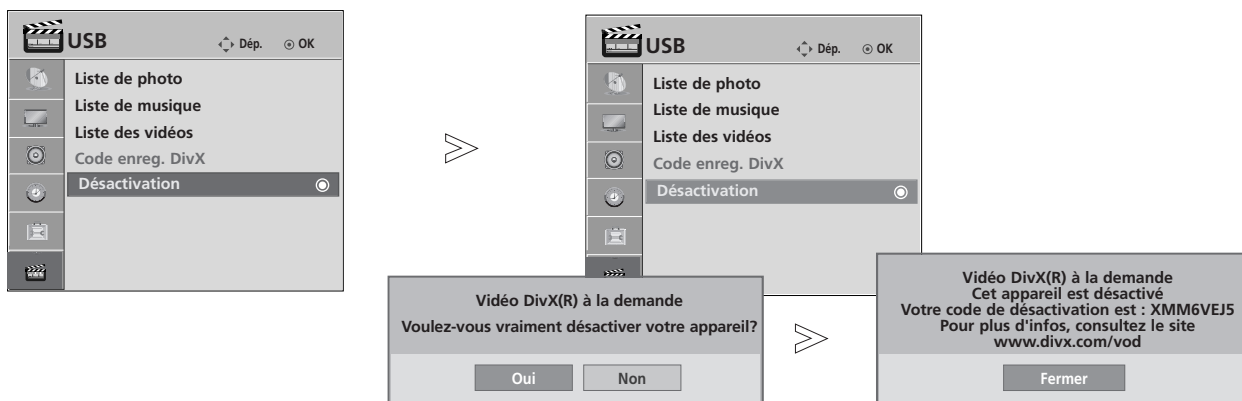 USB Dép. OK
Liste de photo
Liste de musique
Liste des vidéos
Code enreg. DivX
Désactivation
USB Dép. OK
Liste de photo
Liste de musique
Liste des vidéos
Code enreg. DivX
Désactivation
Vidéo DivX(R) à la demande
Voulez-vous vraiment désactiver votre appareil?
Oui Non
Vidéo DivX(R) à la demande
Cet appareil est désactivé
Votre code de désactivation est : XMM6VEJ5
Pour plus d'infos, consultez le site
www.divx.com/vod
Fermer